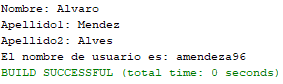 Nombre: Alvaro
Apellido1: Mendez
Apellido2: Alves
El nombre de usuario es: amendeza96
BUILD SUCCESSFUL (total time: 0 seconds)